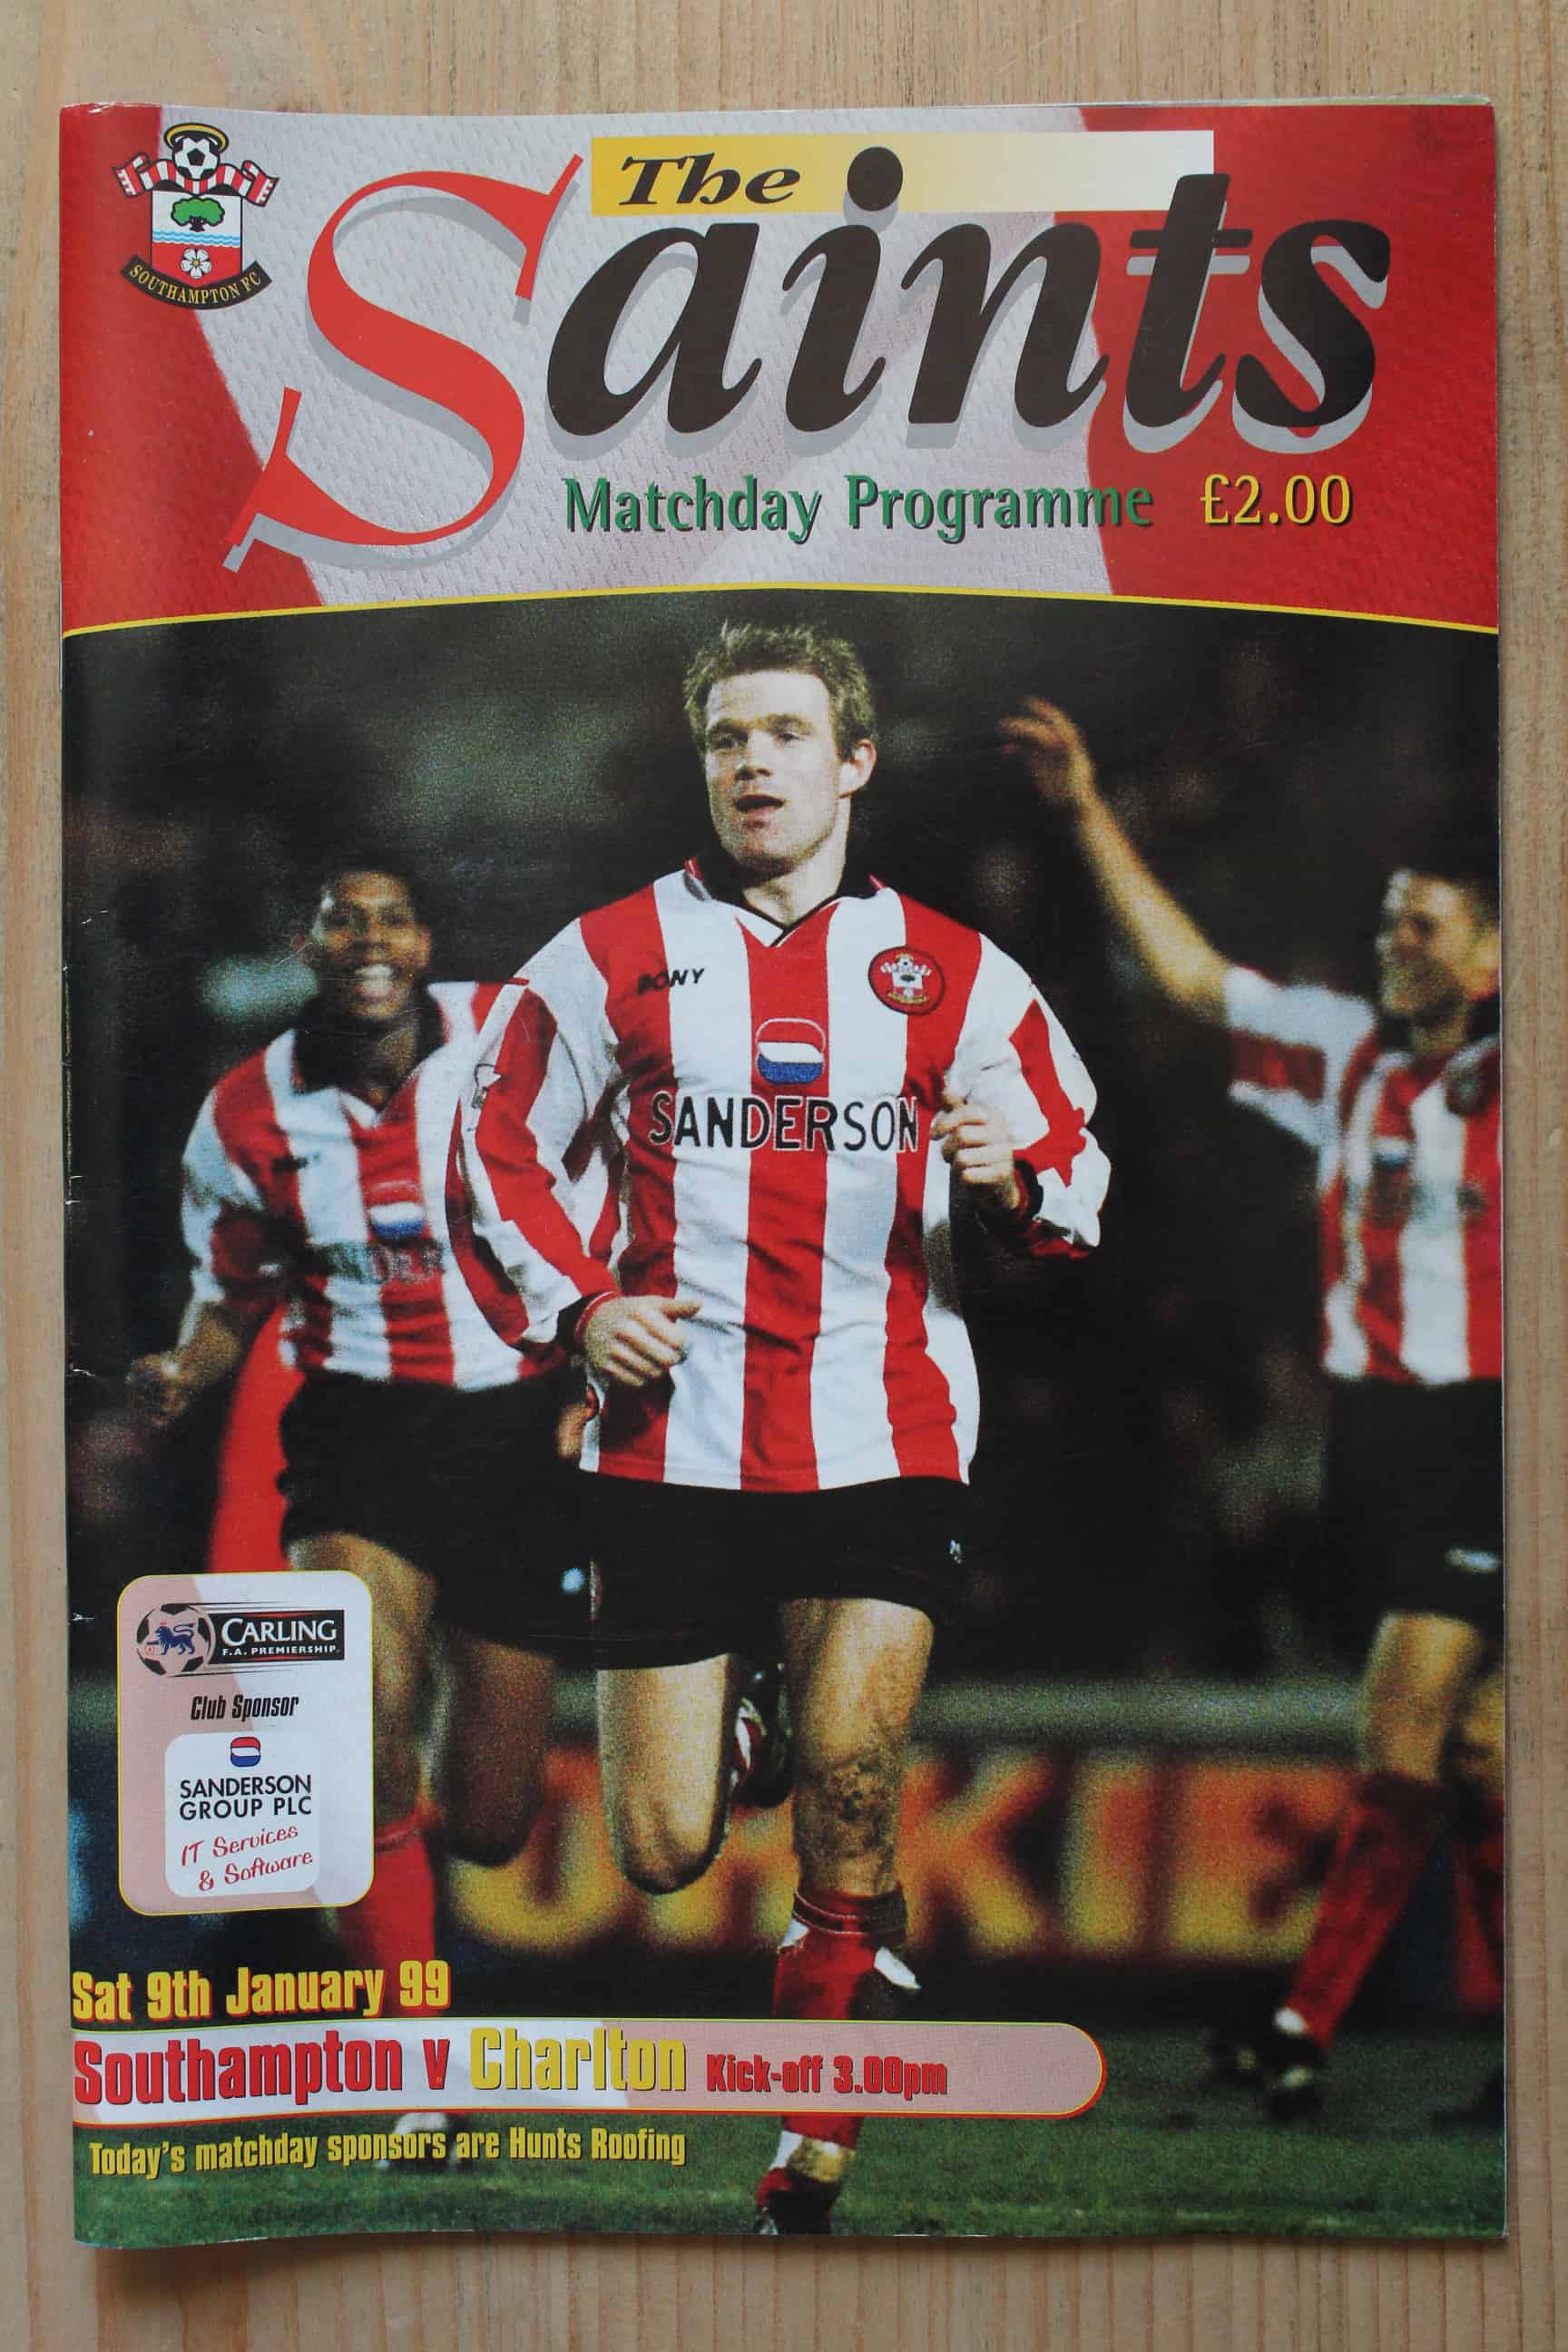 The
Saints
SOUTHAMPTON FC
Matchday Programme £2.00
PONY
SANDERSON
CARLING
F.A. PREMIERSHIP
Club Sponsor
SANDERSON
GROUP PLC
IT Services
& Software
KIE
Sat 9th January 99
Southampton v Charlton Kick-off 3.00pm
Today's matchday sponsors are Hunts Roofing